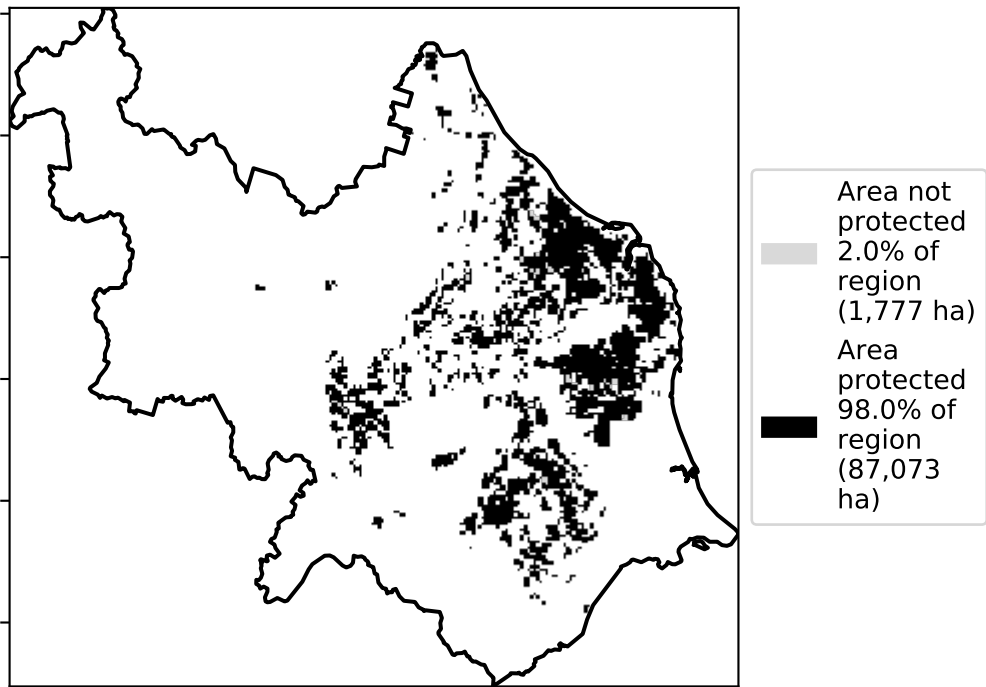 Area not
protected
2.0% of
region
(1,777 ha)
Area
protected
98.0% of
region
(87,073
ha)